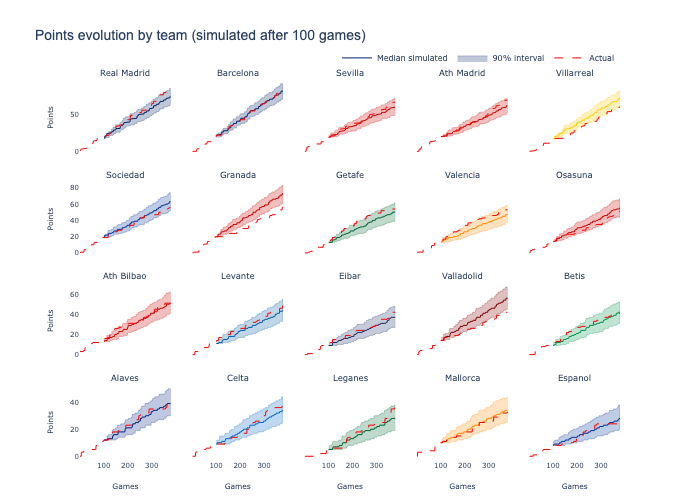 Points evolution by team (simulated after 100 games)
Median simulated 90% interval Actual
Real Madrid Barcelona Sevilla Ath Madrid Villarreal
Points
50
0
Sociedad Granada Getafe Valencia Osasuna
Points
80
60
40
20
0
Ath Bilbao Levante Eibar Valladolid Betis
Points
60
40
20
0
Alaves Celta Leganes Mallorca Espanol
Points
40
20
0
100 200 300 100 200 300 100 200 300 100 200 300 100 200 300
Games Games Games Games Games